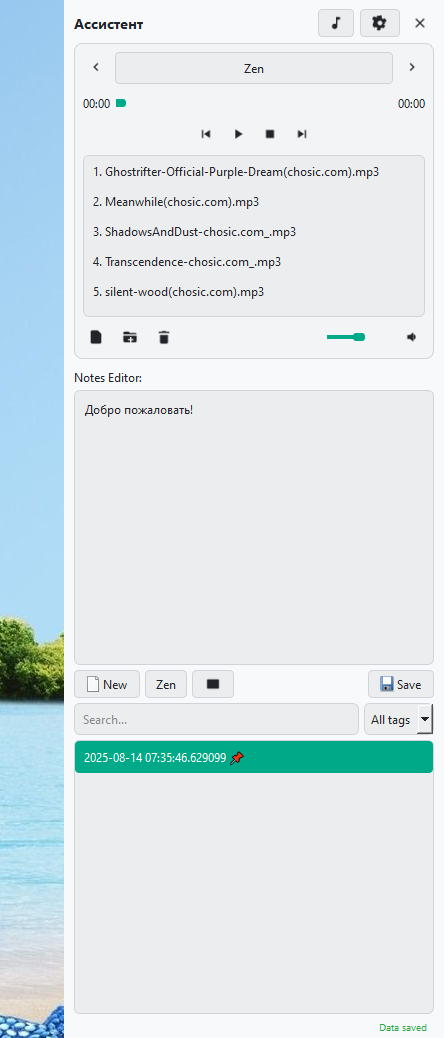 Ассистент
Zen
00:00
00:00
1. Ghostrifter-Official-Purple-Dream(chosic.com).mp3
2. Meanwhile(chosic.com).mp3
3. ShadowsAndDust-chosic.com_.mp3
4. Transcendence-chosic.com_.mp3
5. silent-wood(chosic.com).mp3
Notes Editor:
Добро пожаловать!
New Zen Save
Search... All tags
2025-08-14 07:35:46.629099
Data saved